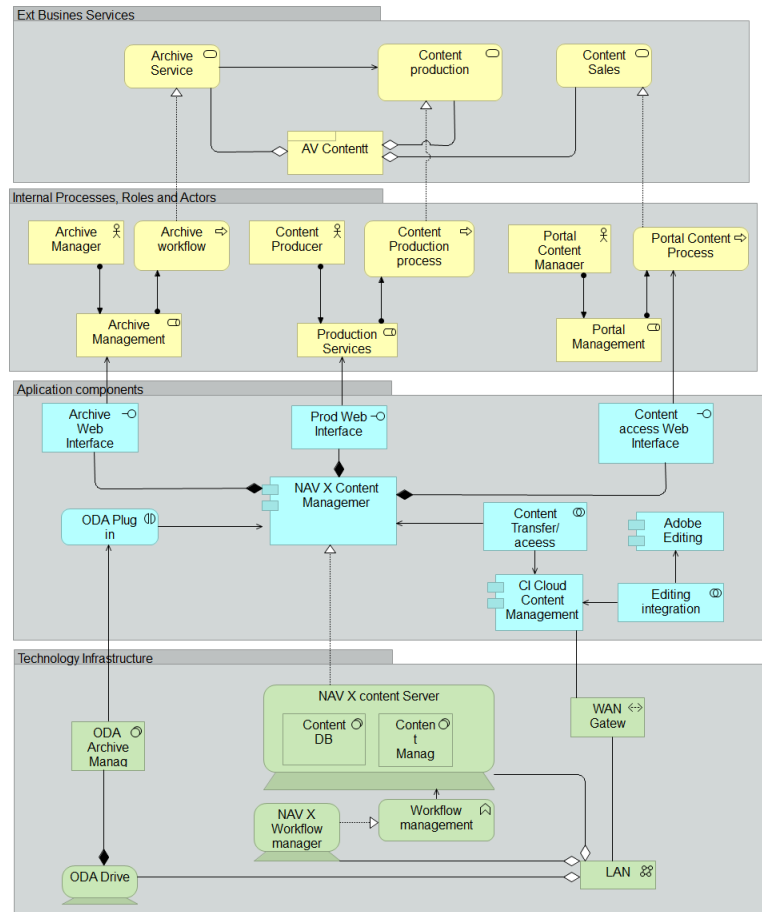 Ext Busines Services
Archive
Service
Content
production
Content
Sales
AV Contentt
Internal Processes, Roles and Actors
Archive
Manager
Archive
workflow
Content
Producer
Content
Production
process
Portal
Content
Manager
Portal Content
Process
Archive
Management
Production
Services
Portal
Management
Aplication components
Archive
Web
Interface
Prod Web
Interface
Content
access Web
Interface
NAV X Content
Managemer
ODA Plug
in
Content
Transfer/
aceess
Adobe
Editing
CI Cloud
Content
Management
Editing
integration
Technology Infrastructure
NAV X content Server
Content
DB
Conten
t
Manag
ODA
Archive
Manag
WAN
Gatew
NAV X
Workflow
manager
Workflow
management
ODA Drive
LAN